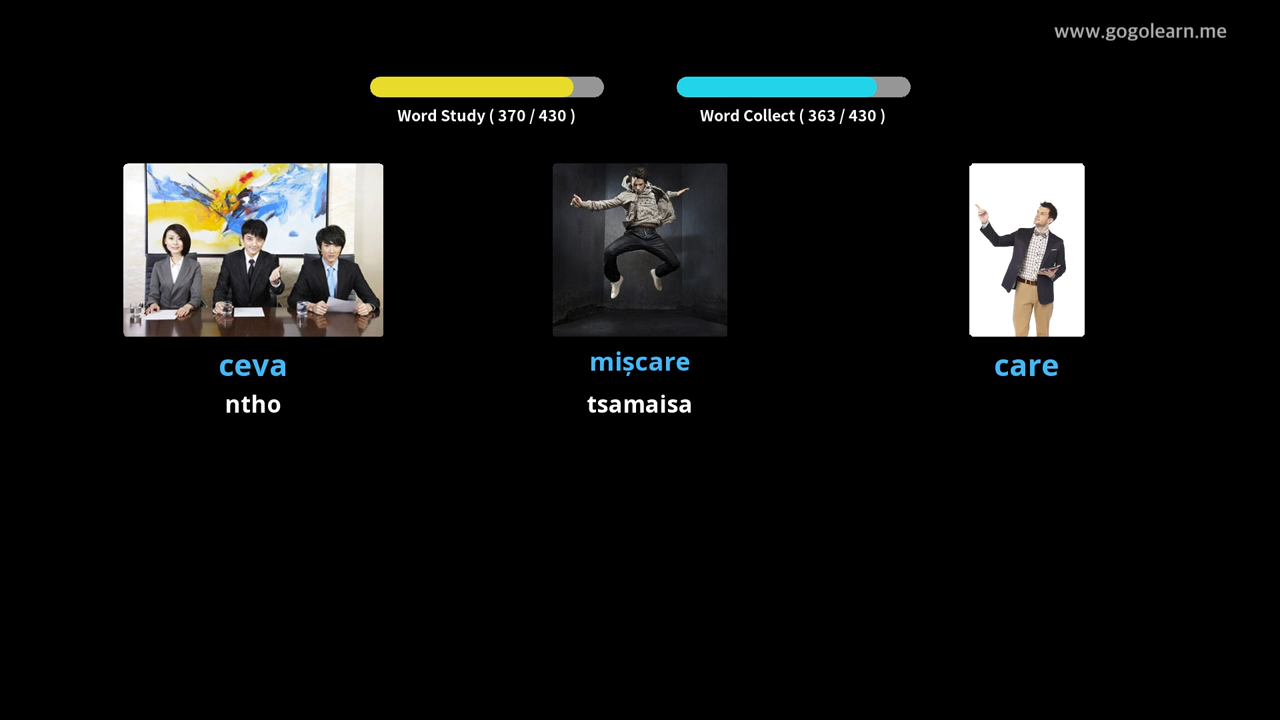 www.gogolearn.me
Word Study ( 370 / 430 )
Word Collect ( 363 / 430 )
ceva
ntho
mișcare
tsamaisa
care